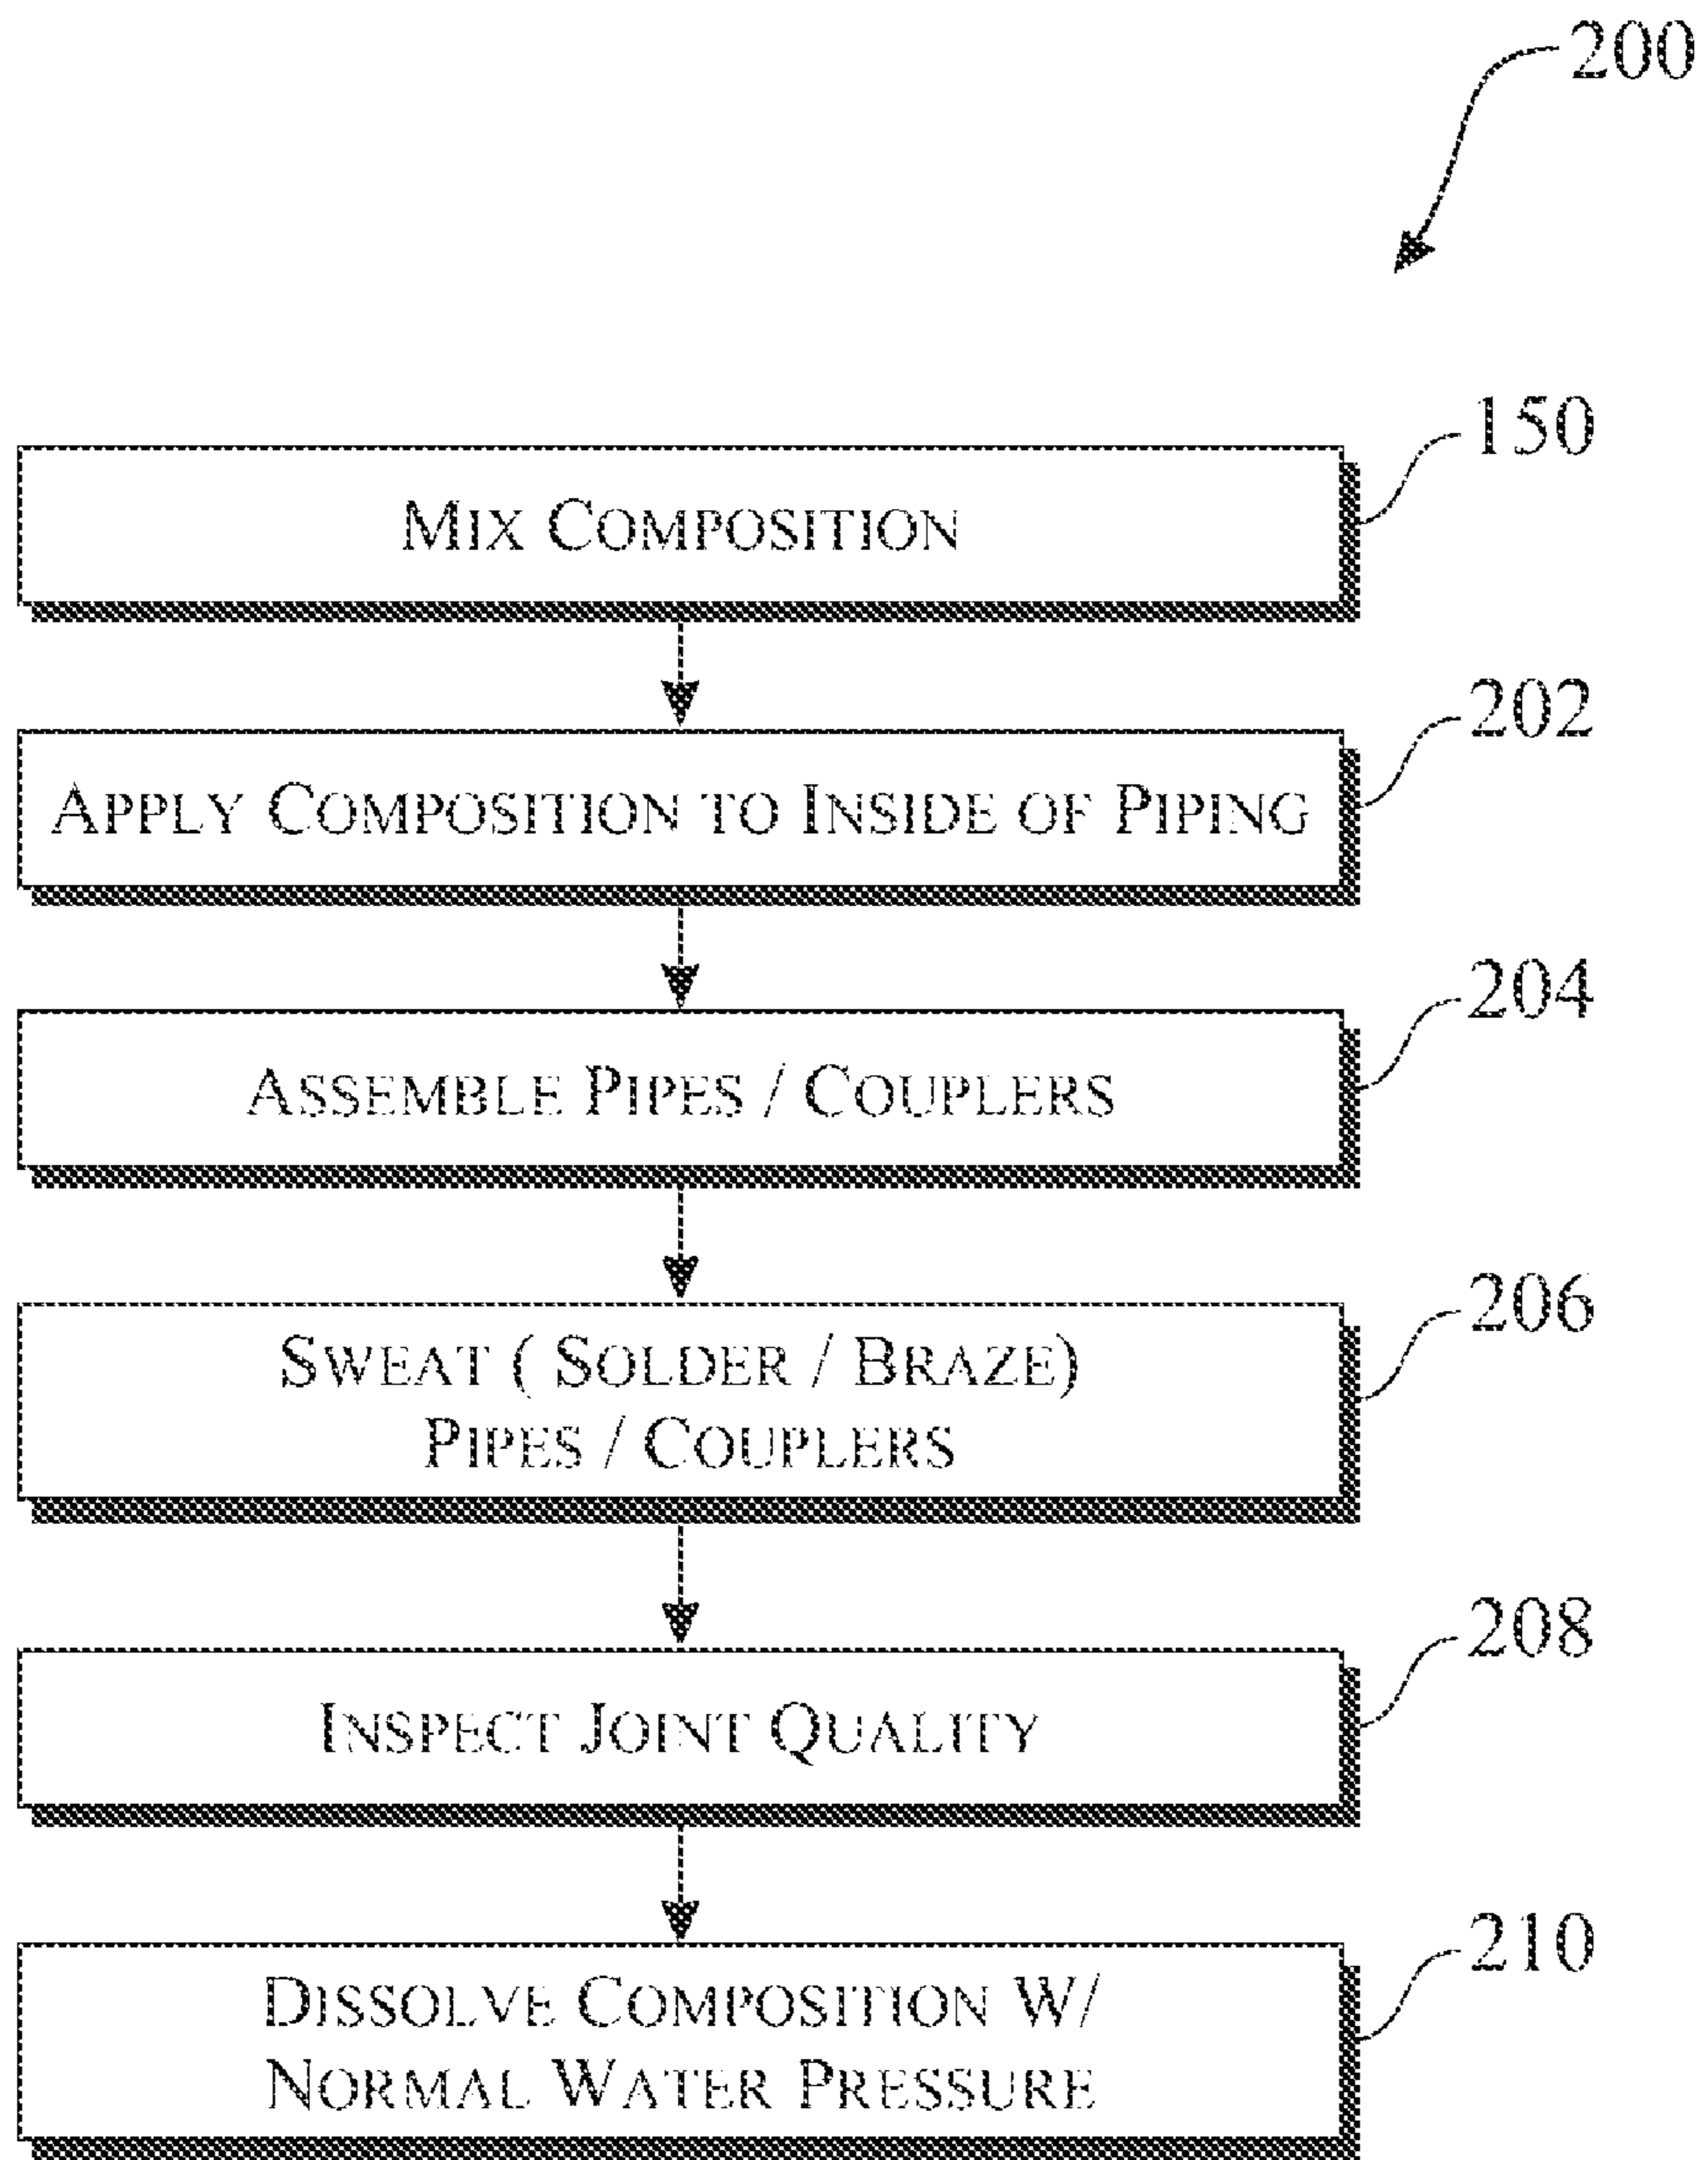 200
150
MIX COMPOSITION
202
APPLY COMPOSITION TO INSIDE OF PIPING
204
ASSEMBLE PIPES / COUPLERS
206
SWEAT ( SOLDER / BRAZE)
PIPES / COUPLERS
208
INSPECT JOINT QUALITY
210
DISSOLVE COMPOSITION W/
NORMAL WATER PRESSURE